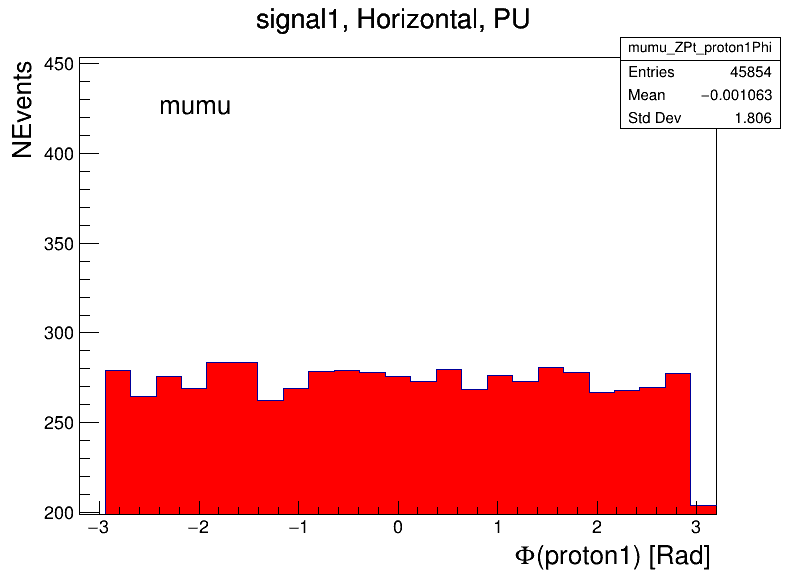 signal1, Horizontal, PU
mumu_ZPt_proton1Phi
Entries 45854
Mean −0.001063
Std Dev 1.806
NEvents
mumu
450
400
350
300
250
200
−3 −2 −1 0 1 2 3
Φ(proton1) [Rad]